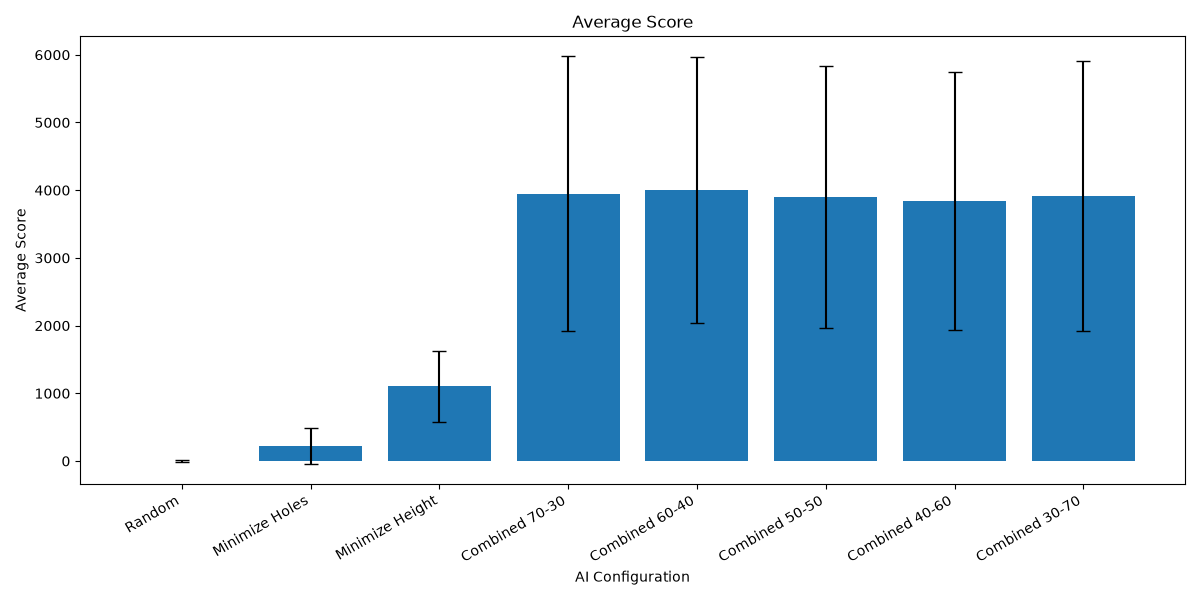 Average Score
Average Score
6000
5000
4000
3000
2000
1000
0
Random
Minimize Holes
Minimize Height
Combined 70-30
Combined 60-40
Combined 50-50
Combined 40-60
Combined 30-70
AI Configuration